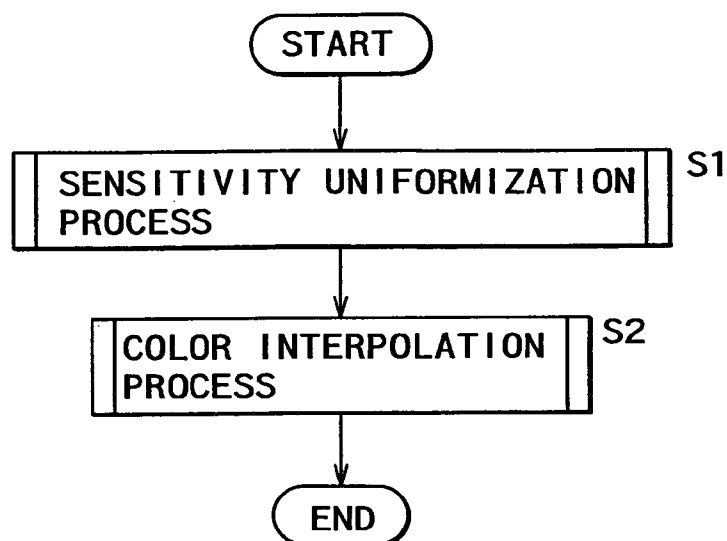 START
SENSITIVITY UNIFORMIZATION
PROCESS
S1
COLOR INTERPOLATION
PROCESS
S2
END